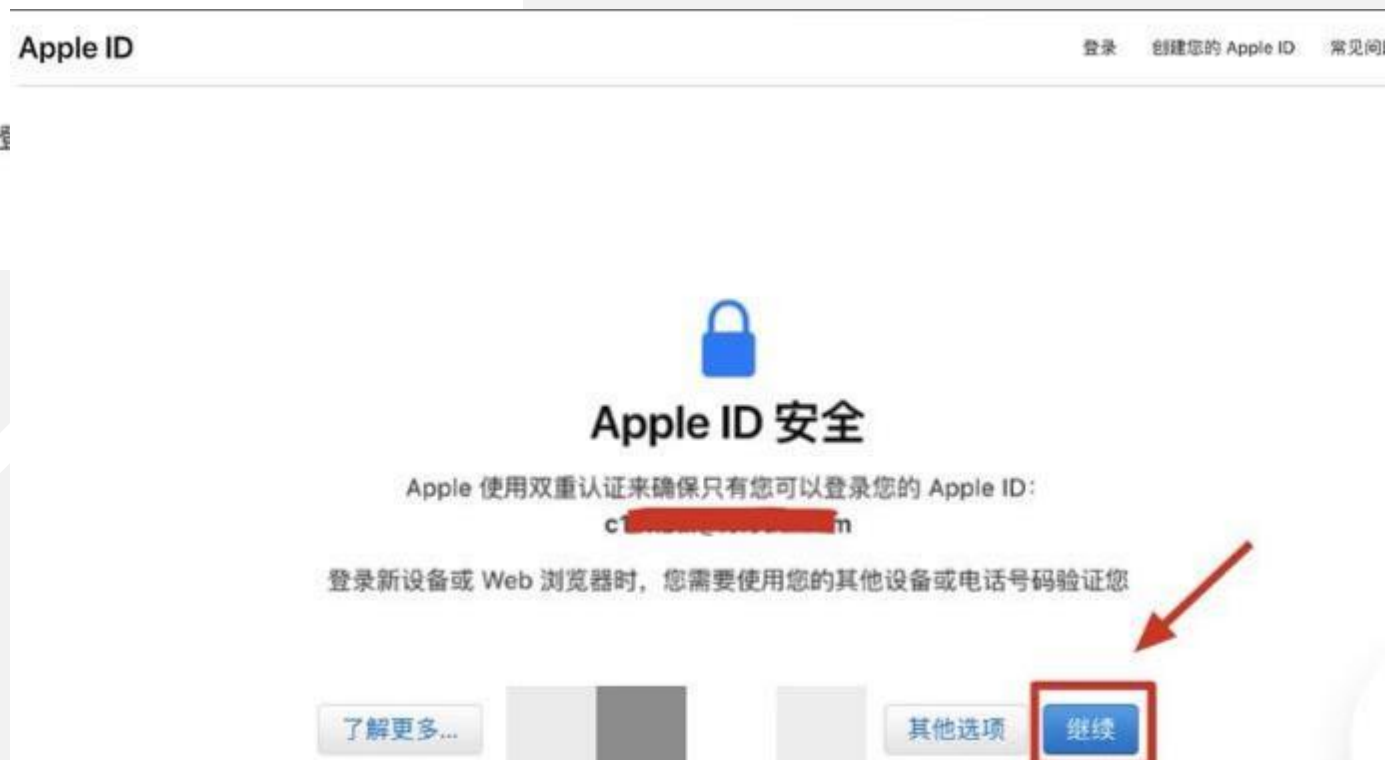 Apple ID
登录 创建您的 Apple ID 常见问
Apple ID 安全
Apple 使用双重认证来确保只有您可以登录您的 Apple ID：
登录新设备或 Web 浏览器时，您需要使用您的其他设备或电话号码验证您
了解更多...
其他选项
继续